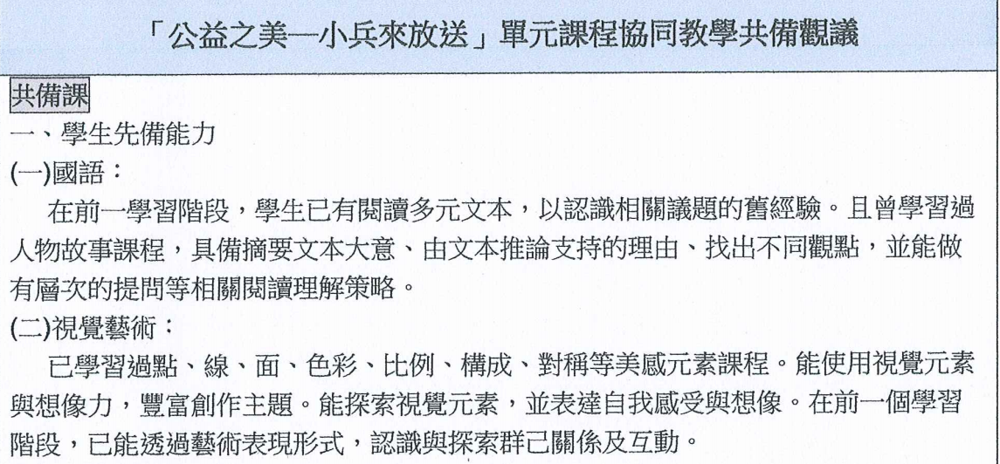 「公益之美—小兵來放送」單元課程協同教學共備觀議
共備課
一、學生先備能力
(一)國語：
在前一學習階段，學生已有閱讀多元文本，以認識相關議題的舊經驗。且曾學習過
人物故事課程，具備摘要文本大意、由文本推論支持的理由、找出不同觀點，並能做
有層次的提問等相關閱讀理解策略。
(二)視覺藝術：
已學習過點、線、面、色彩、比例、構成、對稱等美感元素課程。能使用視覺元素
與想像力，豐富創作主題。能探索視覺元素，並表達自我感受與想像。在前一個學習
階段，已能透過藝術表現形式，認識與探索群己關係及互動。